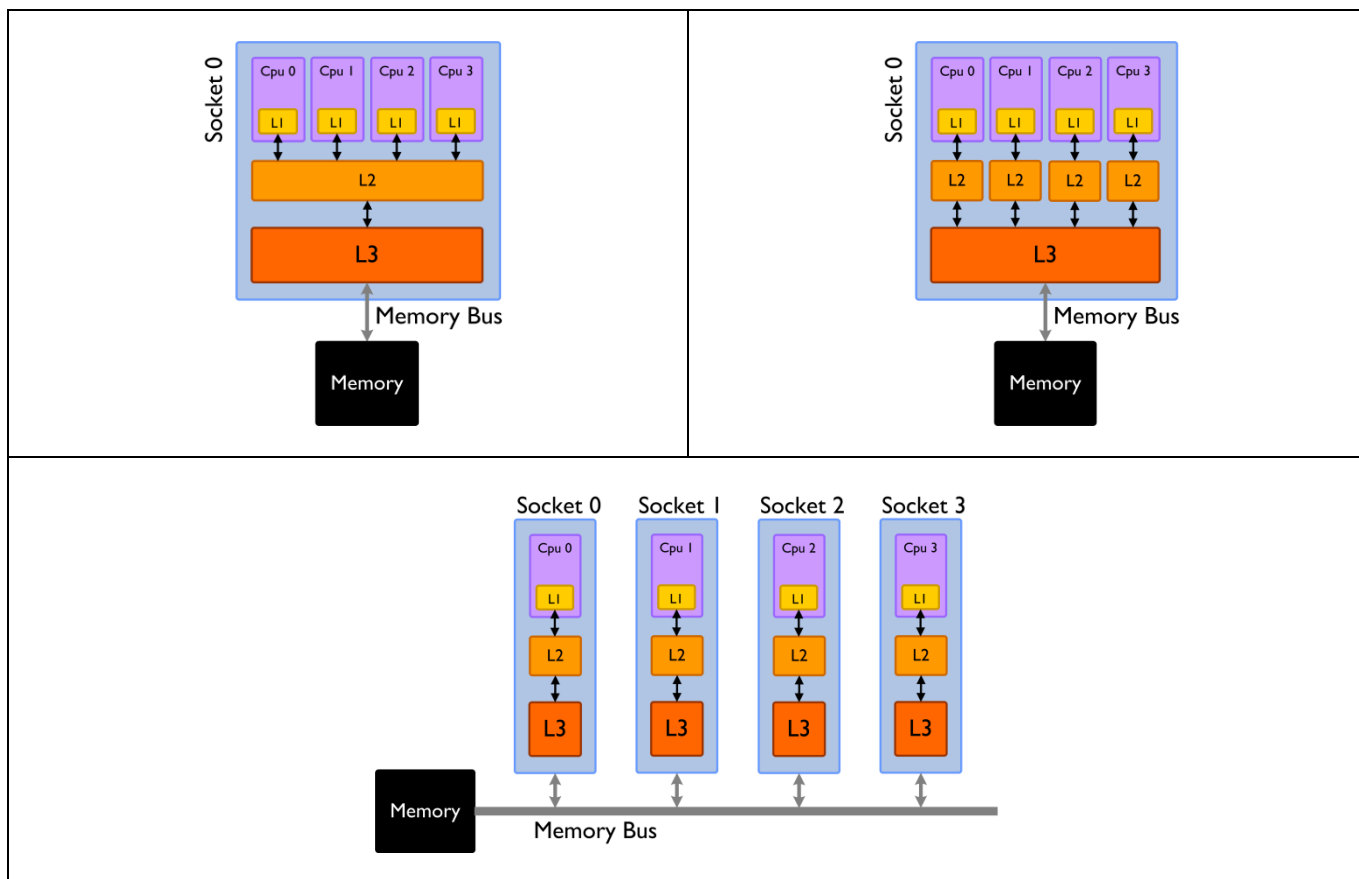 Socket 0
Cpu 0 Cpu 1 Cpu 2 Cpu 3
L1 L1 L1 L1
L2
L3
Memory Bus
Memory
Socket 0
Cpu 0 Cpu 1 Cpu 2 Cpu 3
L1 L1 L1 L1
L2 L2 L2 L2
L3
Memory Bus
Memory
Socket 0 Socket 1 Socket 2 Socket 3
Cpu 0 Cpu 1 Cpu 2 Cpu 3
L1 L1 L1 L1
L2 L2 L2 L2
L3 L3 L3 L3
Memory
Memory Bus